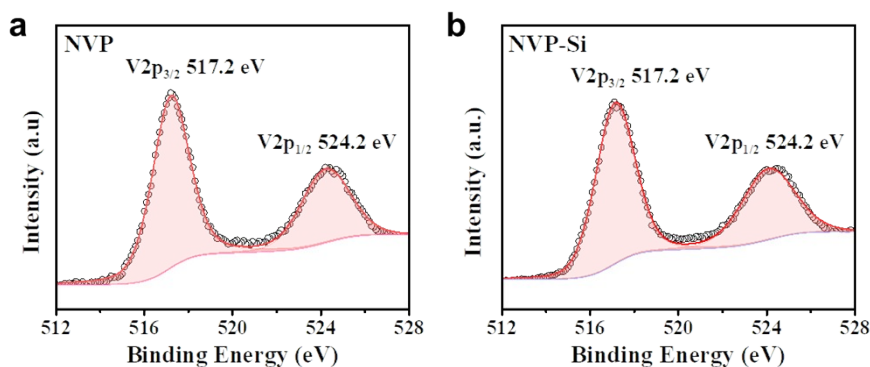 a
NVP
V2p3/2 517.2 eV
V2p1/2 524.2 eV
Intensity (a.u)
512 517 520 524 528
Binding Energy (eV)
b
NVP-Si
V2p3/2 517.2 eV
V2p1/2 524.2 eV
Intensity (a.u.)
512 517 520 524 528
Binding Energy (eV)